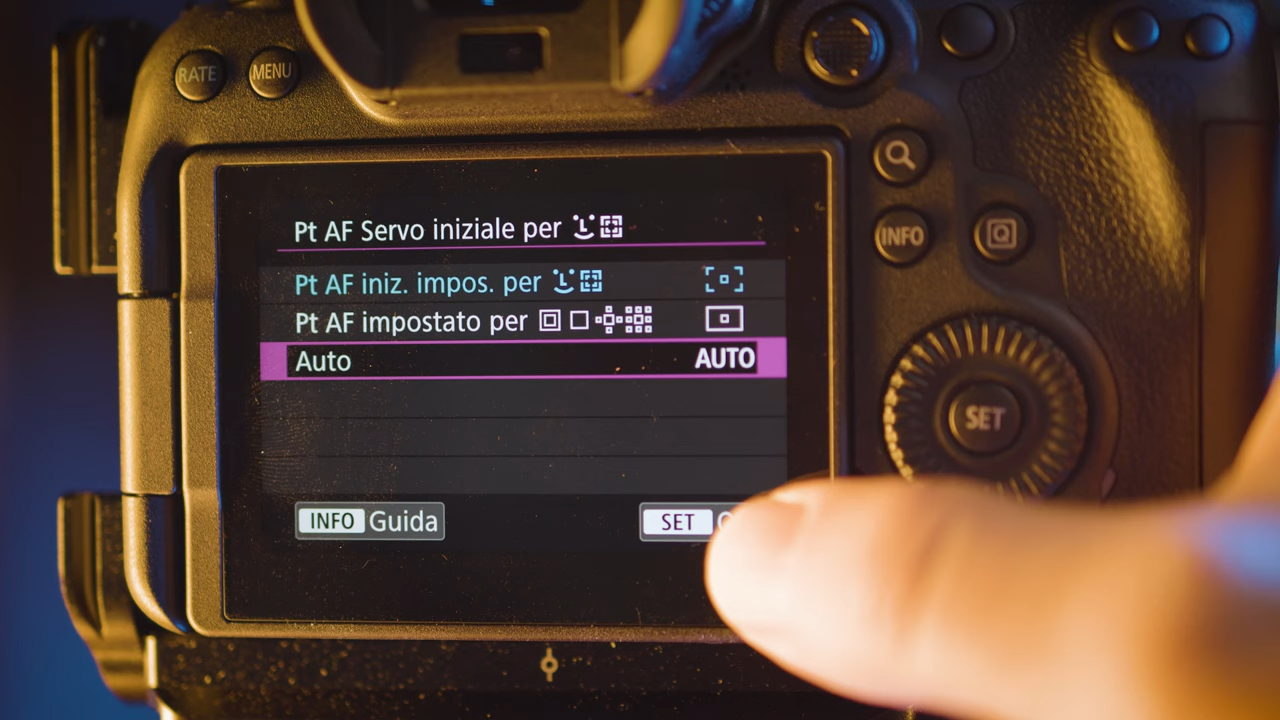 RATE
MENU
Pt AF Servo iniziale per
Pt AF iniz. impos. per
Pt AF impostato per
Auto AUTO
INFO Guida
SET
INFO
Q
SET